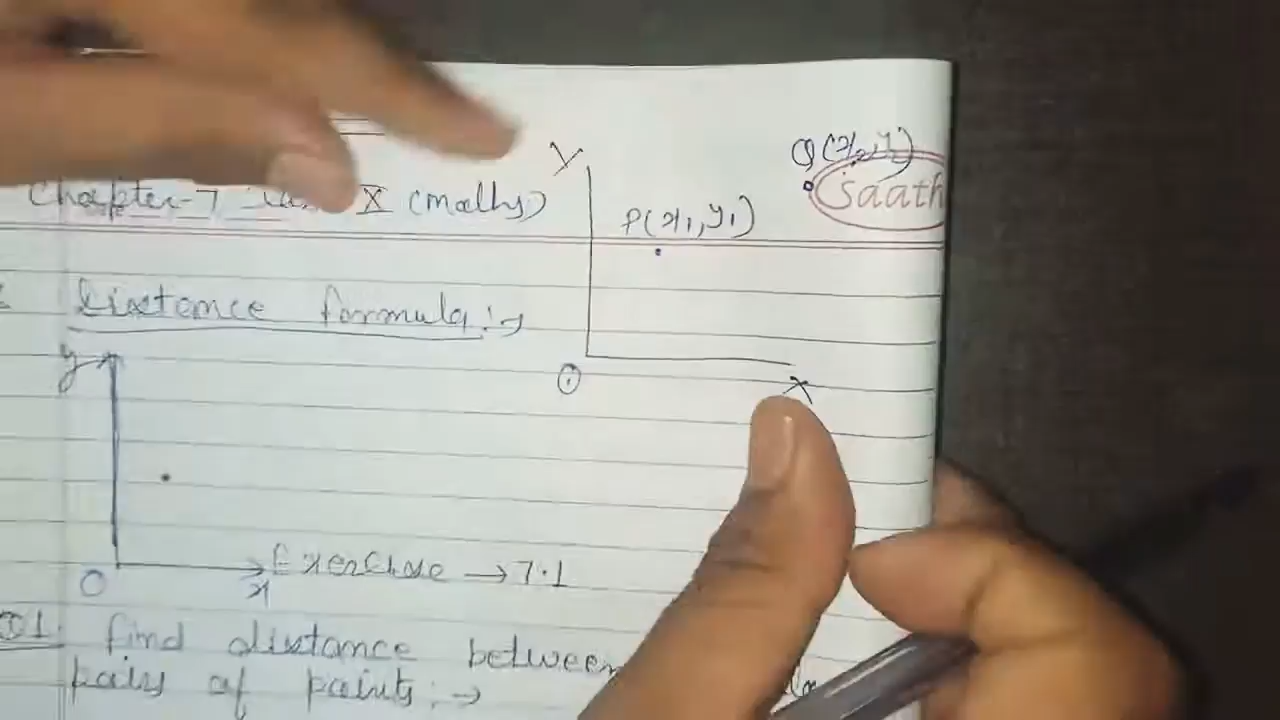 Y
Q(x₂,y₂)
Saath
Chapter-7 X (maths)
P(x₁,y₁)
Distance formula:→
y
O
X
Exercise → 7.1
O
x
Q1. find distance between
pairs of points:→